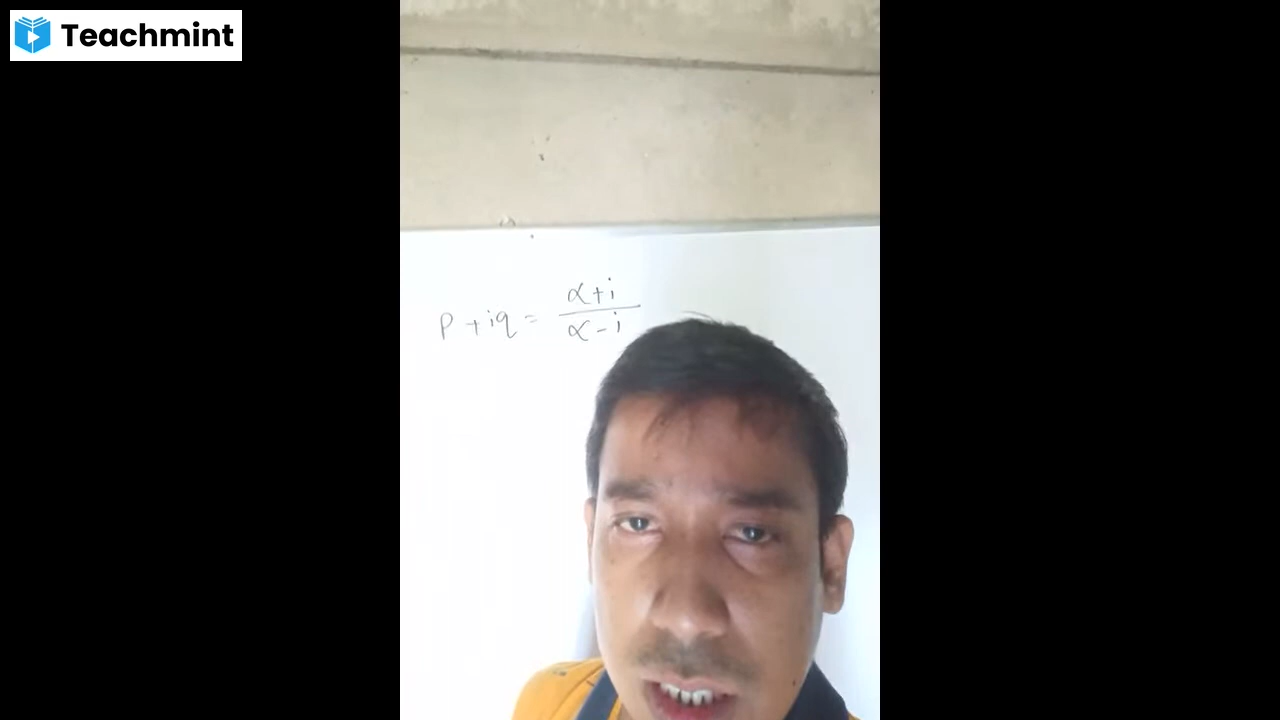 Teachmint
p + iq = (α+i)/(α-i)